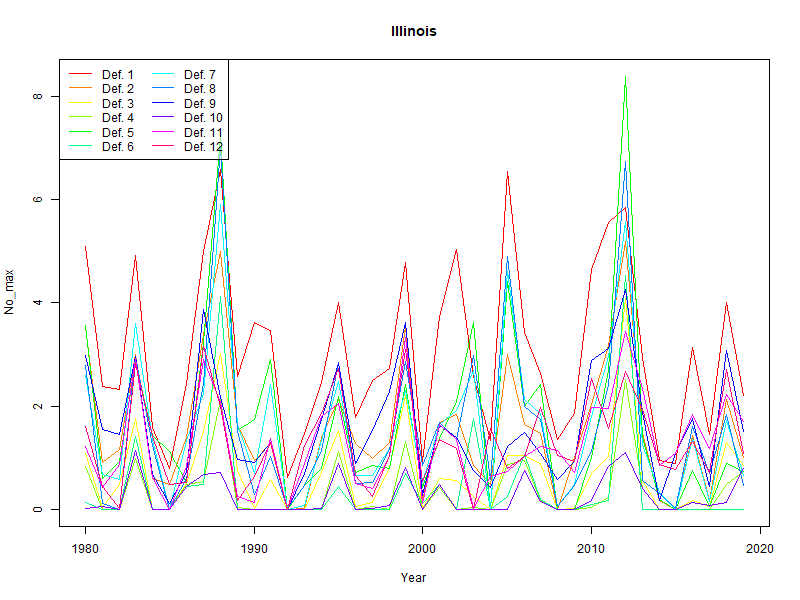 Illinois
Def. 1 Def. 7
Def. 2 Def. 8
Def. 3 Def. 9
Def. 4 Def. 10
Def. 5 Def. 11
Def. 6 Def. 12
No_max
8
6
4
2
0
1980 1990 2000 2010 2020
Year